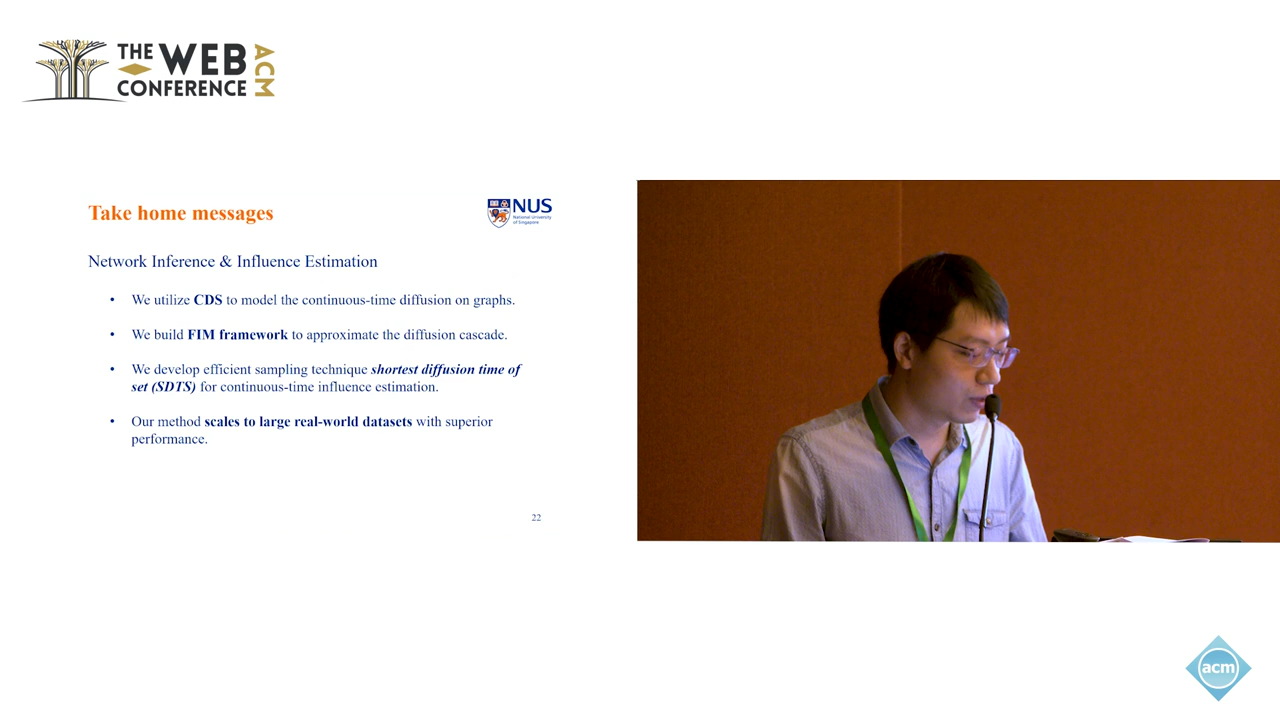 THE WEB
CONFERENCE
ACM
Take home messages
NUS
National University
of Singapore
Network Inference & Influence Estimation
• We utilize CDS to model the continuous-time diffusion on graphs.
• We build FIM framework to approximate the diffusion cascade.
• We develop efficient sampling technique shortest diffusion time of
set (SDTS) for continuous-time influence estimation.
• Our method scales to large real-world datasets with superior
performance.
22
acm